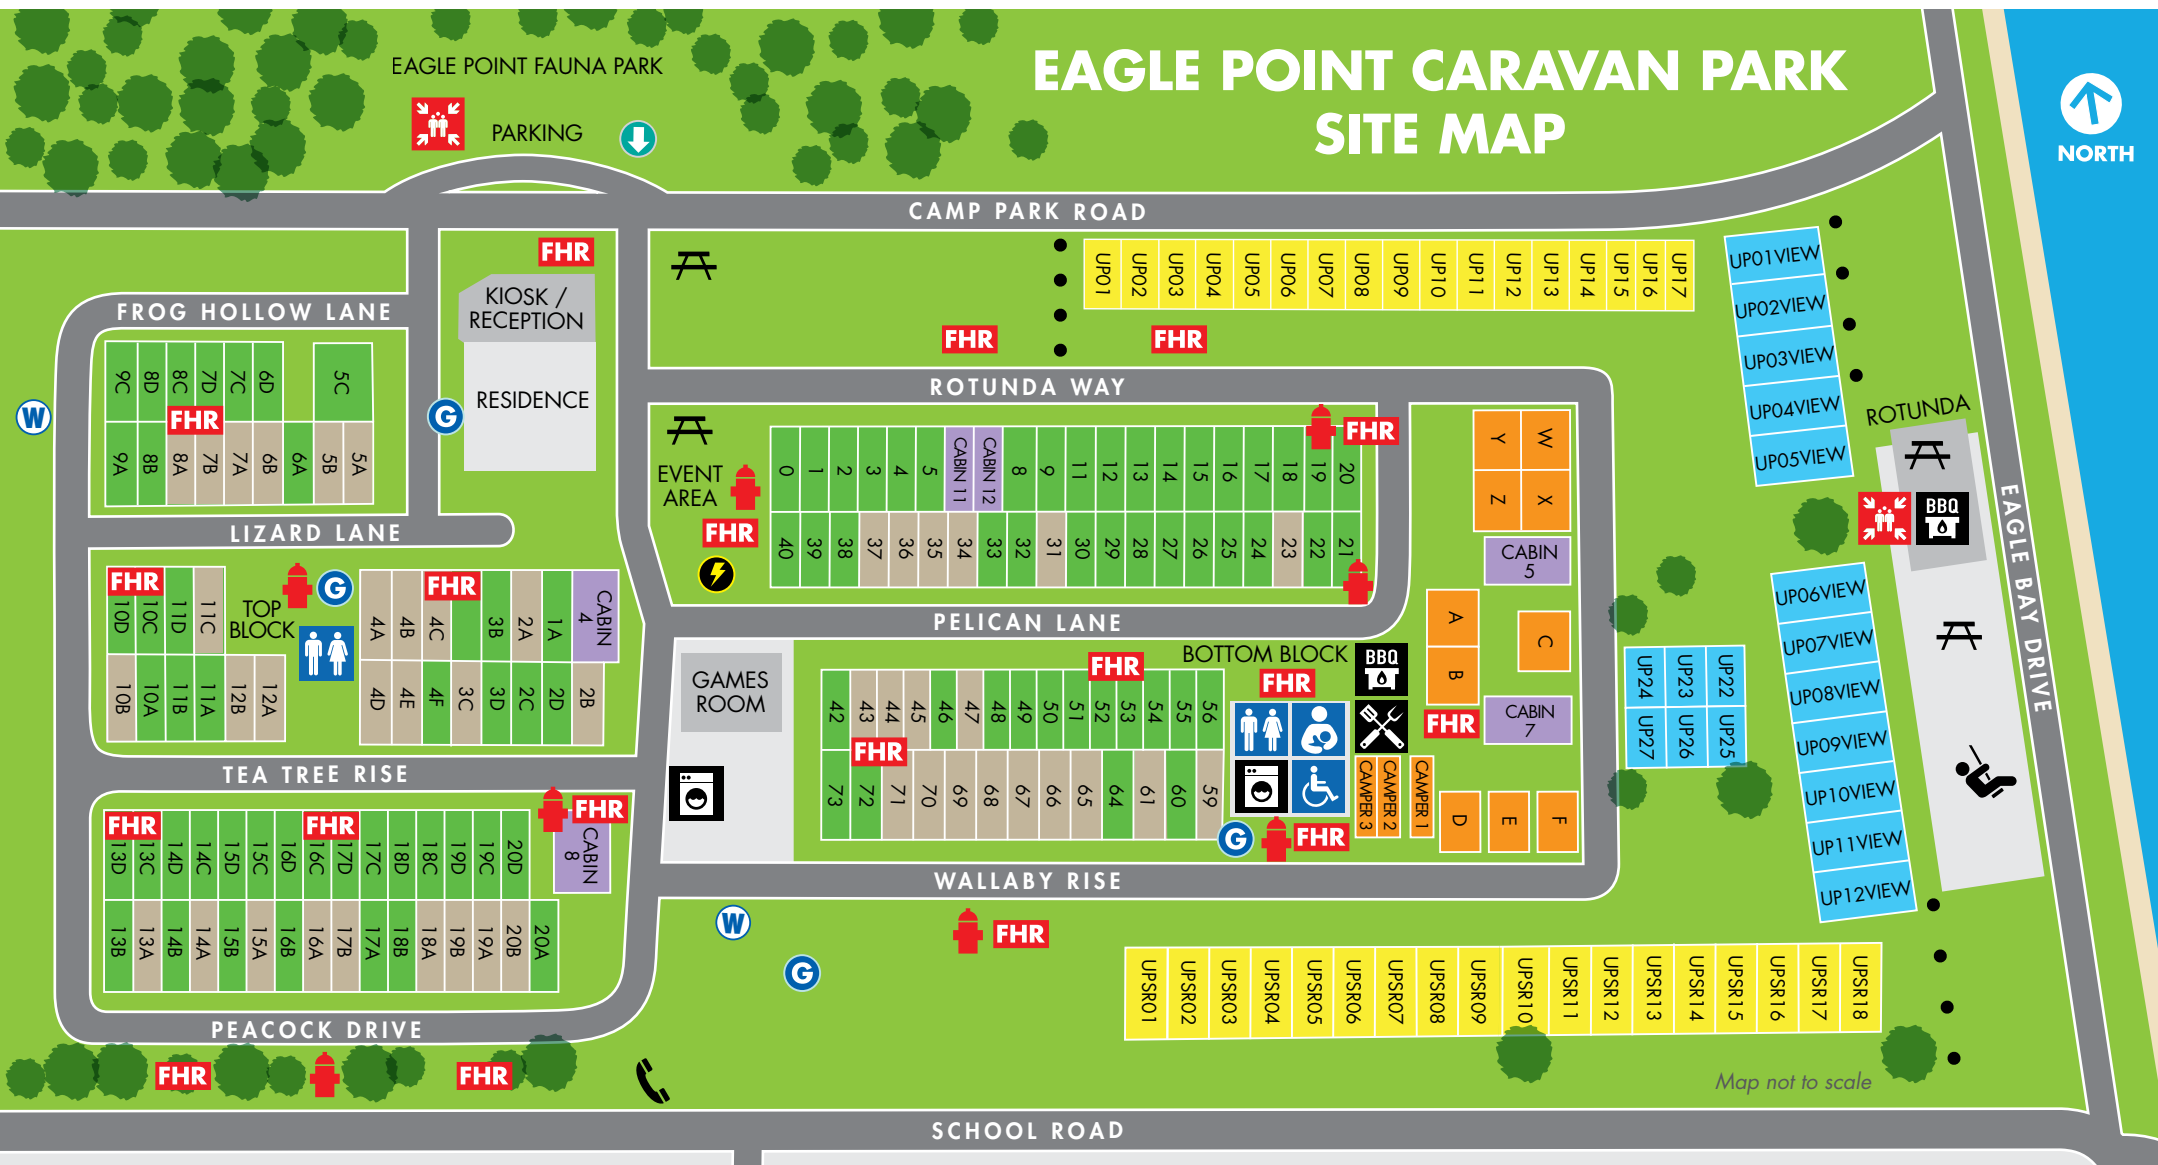 EAGLE POINT CARAVAN PARK
SITE MAP
EAGLE POINT FAUNA PARK
PARKING
NORTH
CAMP PARK ROAD
FHR
KIOSK /
RECEPTION
RESIDENCE
FROG HOLLOW LANE
9C 8D 8C 7D 7C 6D 5C
FHR
9A 8B 8A 7B 7A 6B 6A 5B 5A
W
G
LIZARD LANE
UP01 UP02 UP03 UP04 UP05 UP06 UP07 UP08 UP09 UP10 UP11 UP12 UP13 UP14 UP15 UP16 UP17
FHR
FHR
UP01VIEW
UP02VIEW
UP03VIEW
UP04VIEW
UP05VIEW
ROTUNDA
BBQ
EAGLE BAY DRIVE
ROTUNDA WAY
EVENT
AREA
FHR
FHR
0 1 2 3 4 5 CABIN 11 CABIN 12 8 9 11 12 13 14 15 16 17 18 19 20
40 39 38 37 36 35 34 33 32 31 30 29 28 27 26 25 24 23 22 21
Y W
Z X
CABIN
5
A
B
C
CABIN
7
FHR
PELICAN LANE
FHR
10D 10C 11D 11C
10B 10A 11B 11A 12B 12A
TOP
BLOCK
G
FHR
4A 4B 4C 3B 2A 1A CABIN 4
4D 4E 4F 3C 3D 2C 2D 2B
TEA TREE RISE
GAMES
ROOM
BOTTOM BLOCK
BBQ
FHR
FHR
42 43 44 45 46 47 48 49 50 51 52 53 54 55 56
FHR
73 72 71 70 69 68 67 66 65 64 61 60 59
G
FHR
CAMPER 3 CAMPER 2 CAMPER 1
D E F
UP24 UP23 UP22
UP27 UP26 UP25
UP06VIEW
UP07VIEW
UP08VIEW
UP09VIEW
UP10VIEW
UP11VIEW
UP12VIEW
WALLABY RISE
FHR
FHR
FHR
13D 13C 14D 14C 15D 15C 16D 16C 17D 17C 18D 18C 19D 19C 20D CABIN 8
13B 13A 14B 14A 15B 15A 16B 16A 17B 17A 18B 18A 19B 19A 20B 20A
W
G
FHR
UPSR01 UPSR02 UPSR03 UPSR04 UPSR05 UPSR06 UPSR07 UPSR08 UPSR09 UPSR10 UPSR11 UPSR12 UPSR13 UPSR14 UPSR15 UPSR16 UPSR17 UPSR18
PEACOCK DRIVE
FHR
FHR
Map not to scale
SCHOOL ROAD